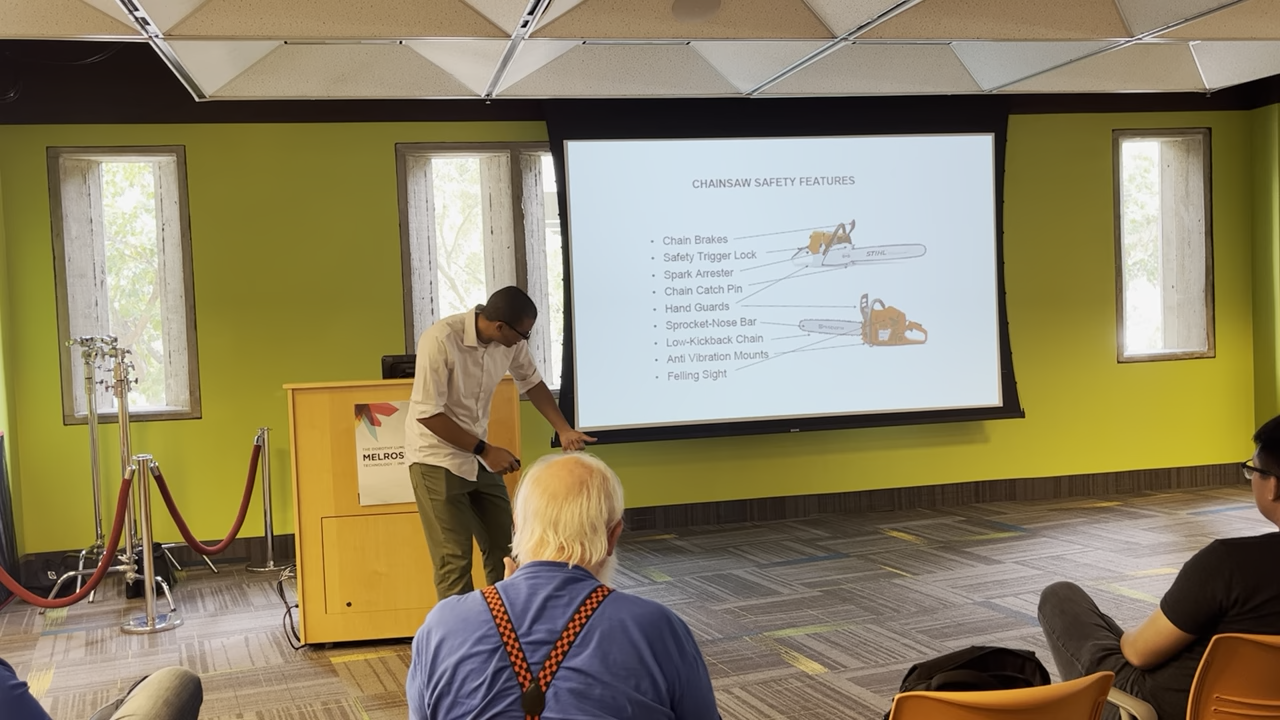 CHAINSAW SAFETY FEATURES
• Chain Brakes
• Safety Trigger Lock
• Spark Arrester
• Chain Catch Pin
• Hand Guards
• Sprocket-Nose Bar
• Low-Kickback Chain
• Anti Vibration Mounts
• Felling Sight
STIHL
MELROS